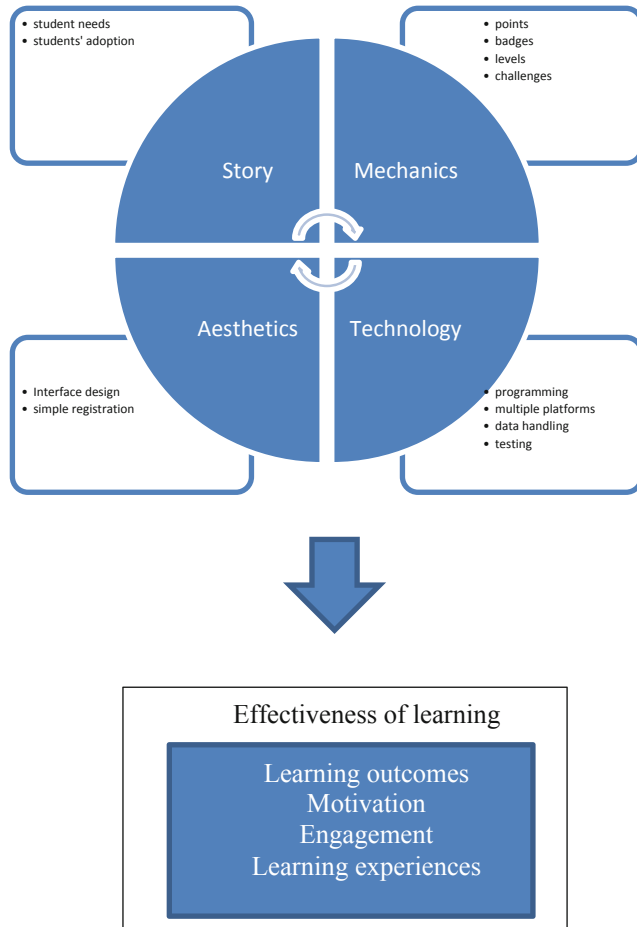 • student needs
• students' adoption
• points
• badges
• levels
• challenges
Story
Mechanics
Aesthetics
Technology
• Interface design
• simple registration
• programming
• multiple platforms
• data handling
• testing
Effectiveness of learning
Learning outcomes
Motivation
Engagement
Learning experiences